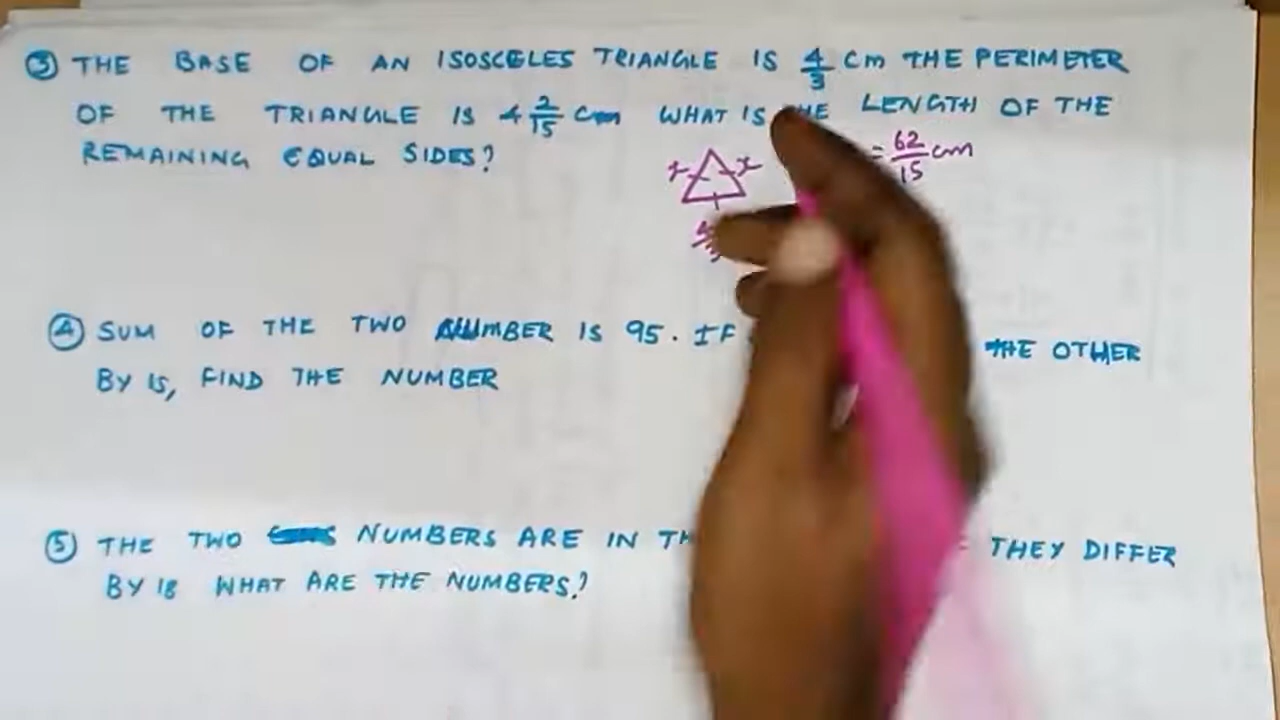 ③ THE BASE OF AN ISOSCELES TRIANGLE IS 4/3 cm THE PERIMETER
OF THE TRIANGLE IS 4 2/15 cm WHAT IS THE LENGTH OF THE
REMAINING EQUAL SIDES?
x x = 62/15 cm
④ SUM OF THE TWO NUMBER IS 95. IF THE OTHER
BY 15, FIND THE NUMBER
⑤ THE TWO NUMBERS ARE IN THEY DIFFER
BY 18 WHAT ARE THE NUMBERS?